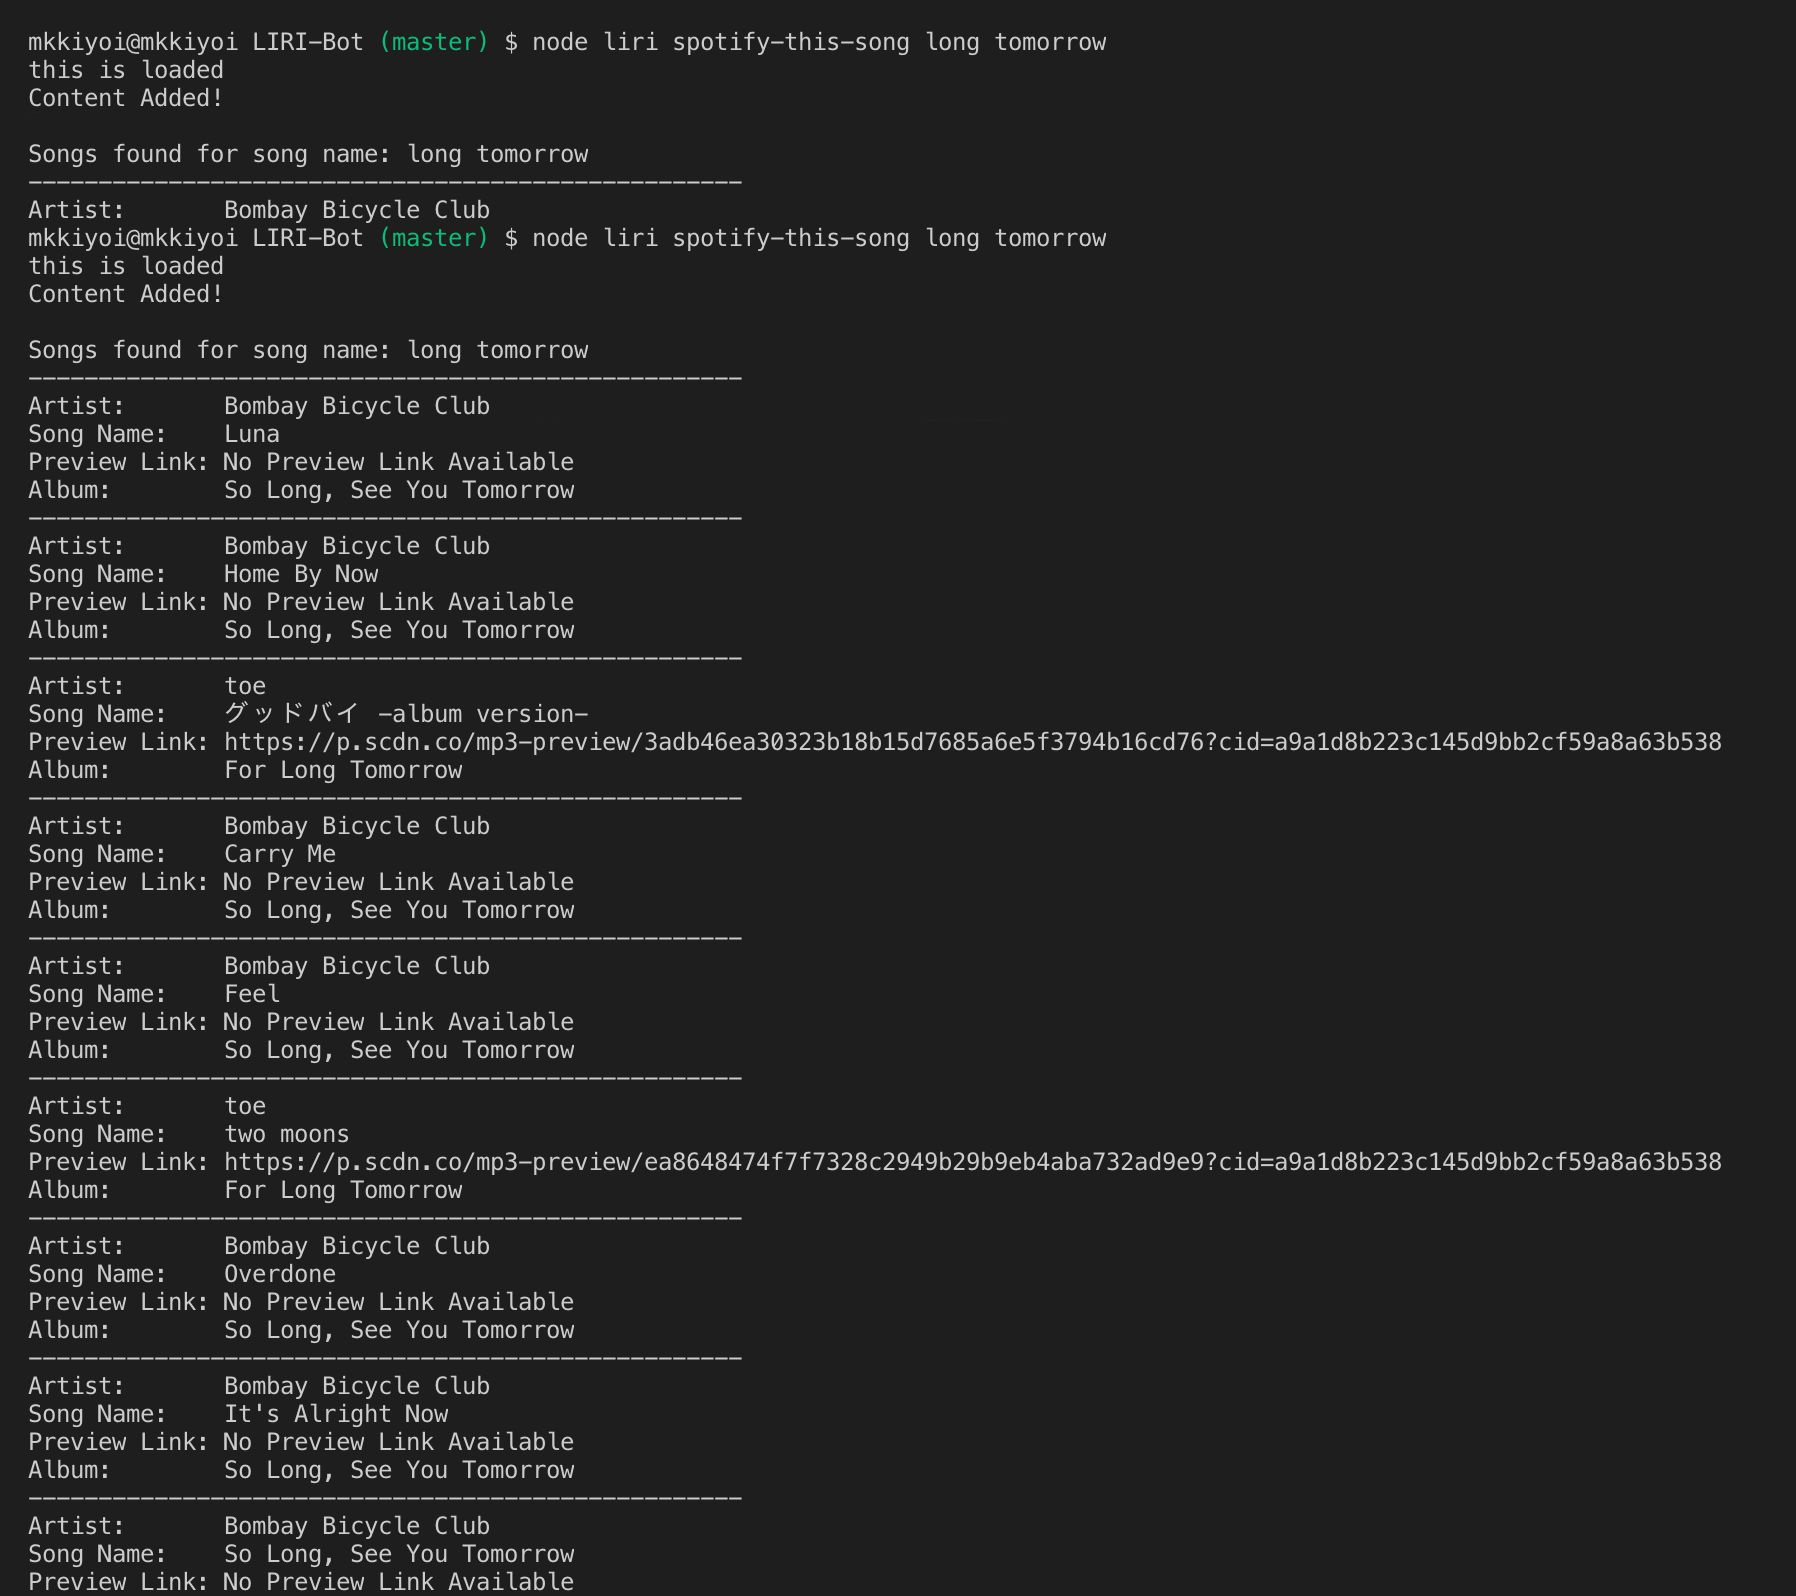 mkkiyoi@mkkiyoi LIRI-Bot (master) $ node liri spotify-this-song long tomorrow
this is loaded
Content Added!

Songs found for song name: long tomorrow
---------------------------------------------------
Artist:       Bombay Bicycle Club
mkkiyoi@mkkiyoi LIRI-Bot (master) $ node liri spotify-this-song long tomorrow
this is loaded
Content Added!

Songs found for song name: long tomorrow
---------------------------------------------------
Artist:       Bombay Bicycle Club
Song Name:    Luna
Preview Link: No Preview Link Available
Album:        So Long, See You Tomorrow
---------------------------------------------------
Artist:       Bombay Bicycle Club
Song Name:    Home By Now
Preview Link: No Preview Link Available
Album:        So Long, See You Tomorrow
---------------------------------------------------
Artist:       toe
Song Name:    グッドバイ -album version-
Preview Link: https://p.scdn.co/mp3-preview/3adb46ea30323b18b15d7685a6e5f3794b16cd76?cid=a9a1d8b223c145d9bb2cf59a8a63b538
Album:        For Long Tomorrow
---------------------------------------------------
Artist:       Bombay Bicycle Club
Song Name:    Carry Me
Preview Link: No Preview Link Available
Album:        So Long, See You Tomorrow
---------------------------------------------------
Artist:       Bombay Bicycle Club
Song Name:    Feel
Preview Link: No Preview Link Available
Album:        So Long, See You Tomorrow
---------------------------------------------------
Artist:       toe
Song Name:    two moons
Preview Link: https://p.scdn.co/mp3-preview/ea8648474f7f7328c2949b29b9eb4aba732ad9e9?cid=a9a1d8b223c145d9bb2cf59a8a63b538
Album:        For Long Tomorrow
---------------------------------------------------
Artist:       Bombay Bicycle Club
Song Name:    Overdone
Preview Link: No Preview Link Available
Album:        So Long, See You Tomorrow
---------------------------------------------------
Artist:       Bombay Bicycle Club
Song Name:    It's Alright Now
Preview Link: No Preview Link Available
Album:        So Long, See You Tomorrow
---------------------------------------------------
Artist:       Bombay Bicycle Club
Song Name:    So Long, See You Tomorrow
Preview Link: No Preview Link Available